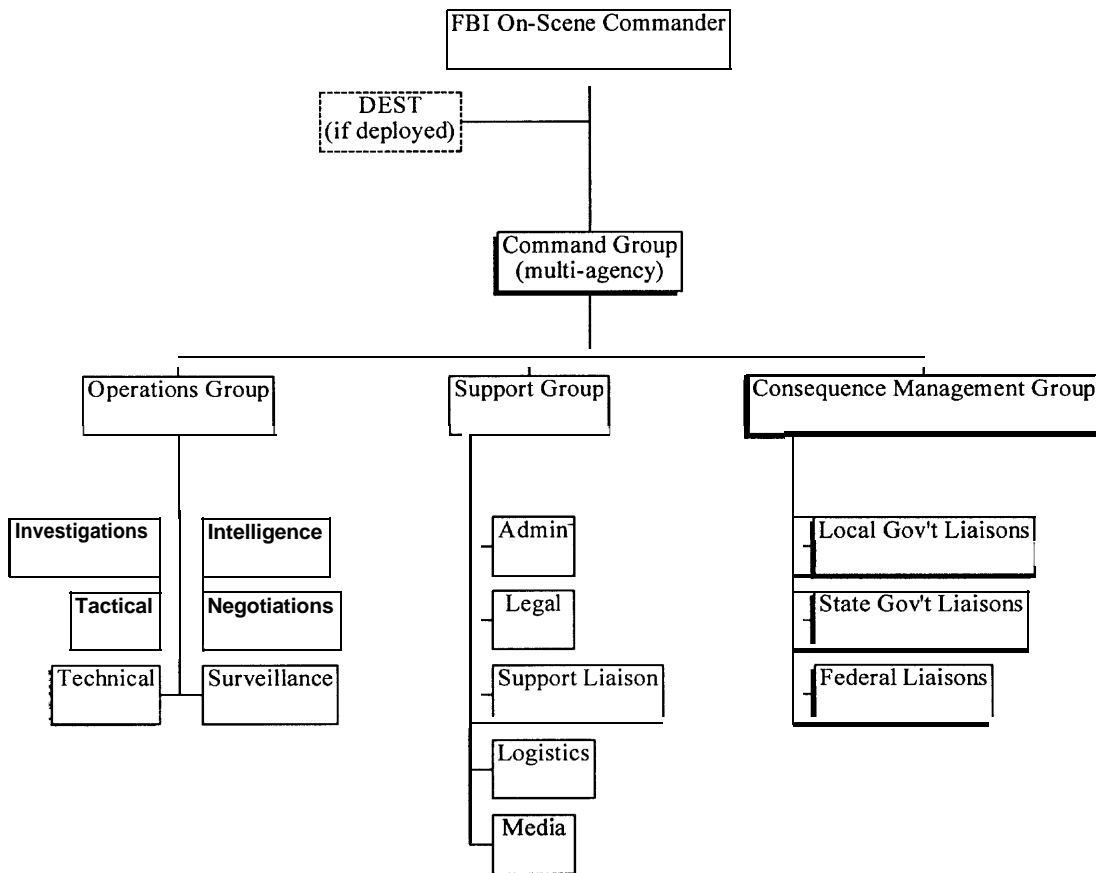 FBI On-Scene Commander
DEST
(if deployed)
Command Group
(multi-agency)
Operations Group
Support Group
Consequence Management Group
Investigations
Intelligence
Tactical
Negotiations
Technical
Surveillance
Admin
Legal
Support Liaison
Logistics
Media
Local Gov't Liaisons
State Gov't Liaisons
Federal Liaisons